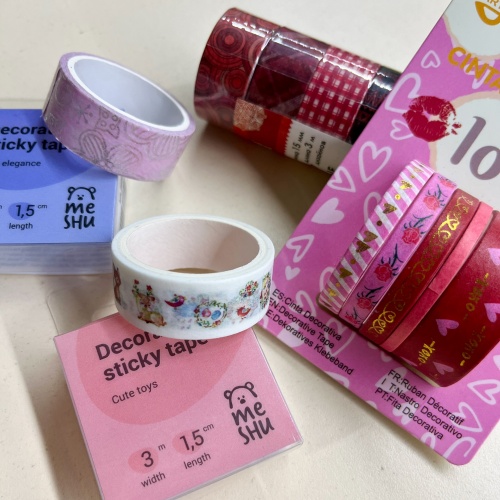 Decorat
sticky tap
elegance
1,5 cm
length
me
SHU
Decor
sticky tape
Cute toys
3 m
width
1,5 cm
length
me
SHU
CINTA
lo
ES:Cinta Decorativa
EN:Decorative Tape
DE:Dekoratives Klebeband
FR:Ruban Décoratif
IT:Nastro Decorativo
PT:Fita Decorativa
LOVE